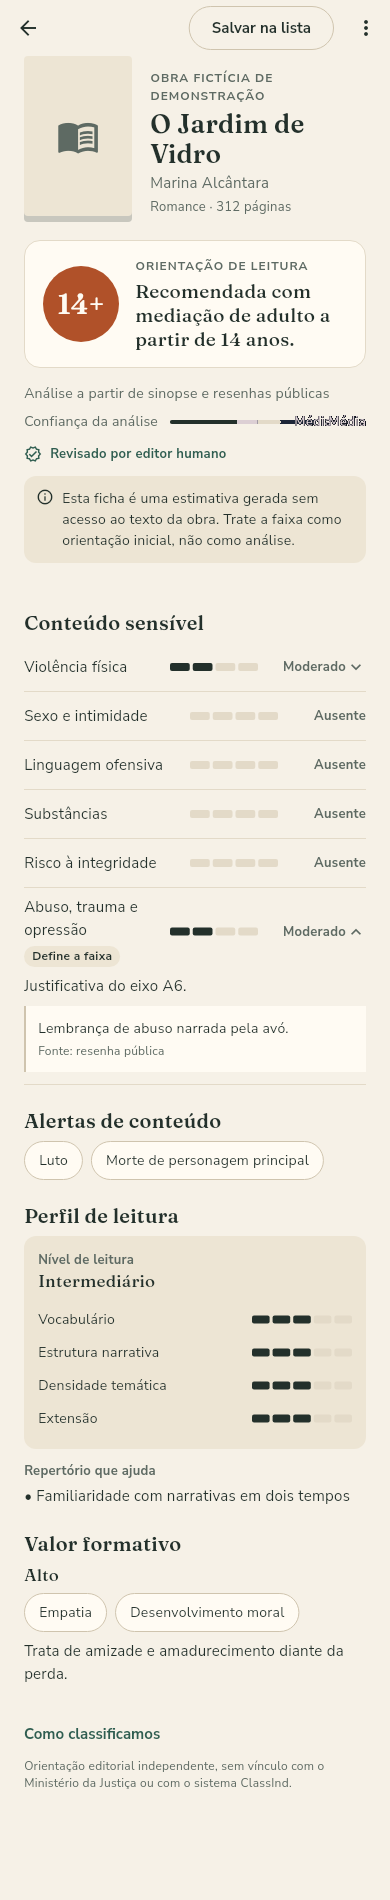 Salvar na lista
OBRA FICTÍCIA DE
DEMONSTRAÇÃO
O Jardim de
Vidro
Marina Alcântara
Romance · 312 páginas
14+
ORIENTAÇÃO DE LEITURA
Recomendada com
mediação de adulto a
partir de 14 anos.
Análise a partir de sinopse e resenhas públicas
Confiança da análise
Média
Revisado por editor humano
Esta ficha é uma estimativa gerada sem
acesso ao texto da obra. Trate a faixa como
orientação inicial, não como análise.
Conteúdo sensível
Violência física Moderado
Sexo e intimidade Ausente
Linguagem ofensiva Ausente
Substâncias Ausente
Risco à integridade Ausente
Abuso, trauma e
opressão Moderado
Define a faixa
Justificativa do eixo A6.
Lembrança de abuso narrada pela avó.
Fonte: resenha pública
Alertas de conteúdo
Luto Morte de personagem principal
Perfil de leitura
Nível de leitura
Intermediário
Vocabulário
Estrutura narrativa
Densidade temática
Extensão
Repertório que ajuda
• Familiaridade com narrativas em dois tempos
Valor formativo
Alto
Empatia Desenvolvimento moral
Trata de amizade e amadurecimento diante da
perda.
Como classificamos
Orientação editorial independente, sem vínculo com o
Ministério da Justiça ou com o sistema ClassInd.